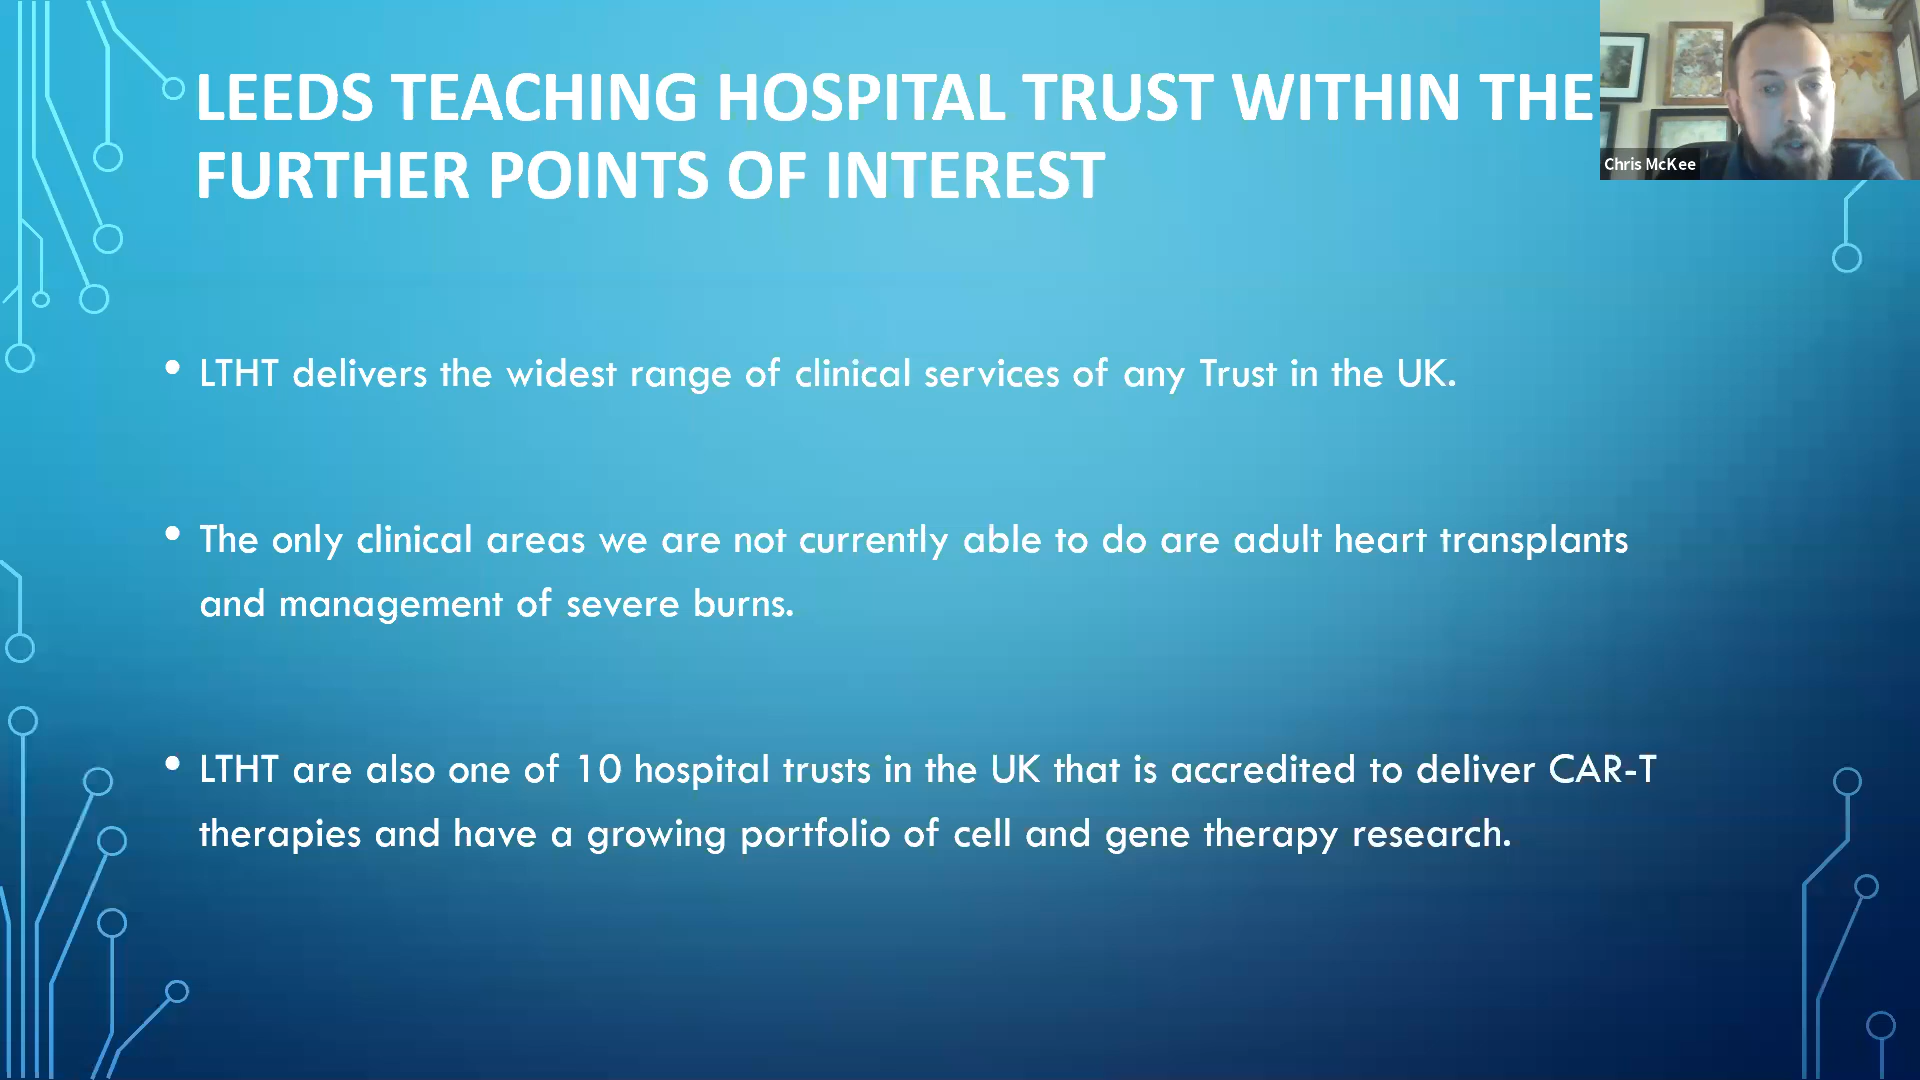 LEEDS TEACHING HOSPITAL TRUST WITHIN THE
FURTHER POINTS OF INTEREST
Chris McKee
• LTHT delivers the widest range of clinical services of any Trust in the UK.
• The only clinical areas we are not currently able to do are adult heart transplants
and management of severe burns.
• LTHT are also one of 10 hospital trusts in the UK that is accredited to deliver CAR-T
therapies and have a growing portfolio of cell and gene therapy research.